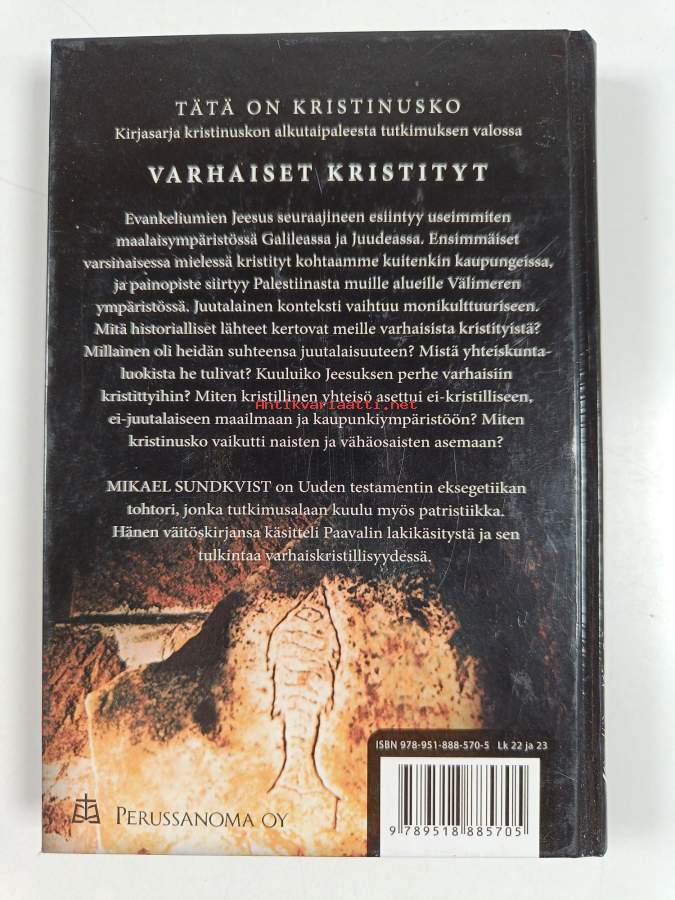 TÄTÄ ON KRISTINUSKO
Kirjasarja kristinuskon alkutaipaleesta tutkimuksen valossa
VARHAISET KRISTITYT
Evankeliumien Jeesus seuraajineen esiintyy useimmiten
maalaisympäristössä Galileassa ja Juudeassa. Ensimmäiset
varsinaisessa mielessä kristityt kohtaamme kuitenkin kaupungeissa,
ja painopiste siirtyy Palestiinasta muille alueille Välimeren
ympäristössä. Juutalainen konteksti vaihtuu monikulttuuriseen.
Mitä historialliset lähteet kertovat meille varhaisista kristityistä?
Millainen oli heidän suhteensa juutalaisuuteen? Mistä yhteiskunta-
luokista he tulivat? Kuuluiko Jeesuksen perhe varhaisiin
kristittyihin? Miten kristillinen yhteisö asettui ei-kristilliseen,
Antikvariaatti.net
ei-juutalaiseen maailmaan ja kaupunkiympäristöön? Miten
kristinusko vaikutti naisten ja vähäosaisten asemaan?
MIKAEL SUNDKVIST on Uuden testamentin eksegetiikan
tohtori, jonka tutkimusalaan kuulu myös patristiikka.
Hänen väitöskirjansa käsitteli Paavalin lakikäsitystä ja sen
tulkintaa varhaiskristillisyydessä.
ISBN 978-951-888-570-5 Lk 22 ja 23
9 789518 885705
PERUSSANOMA OY